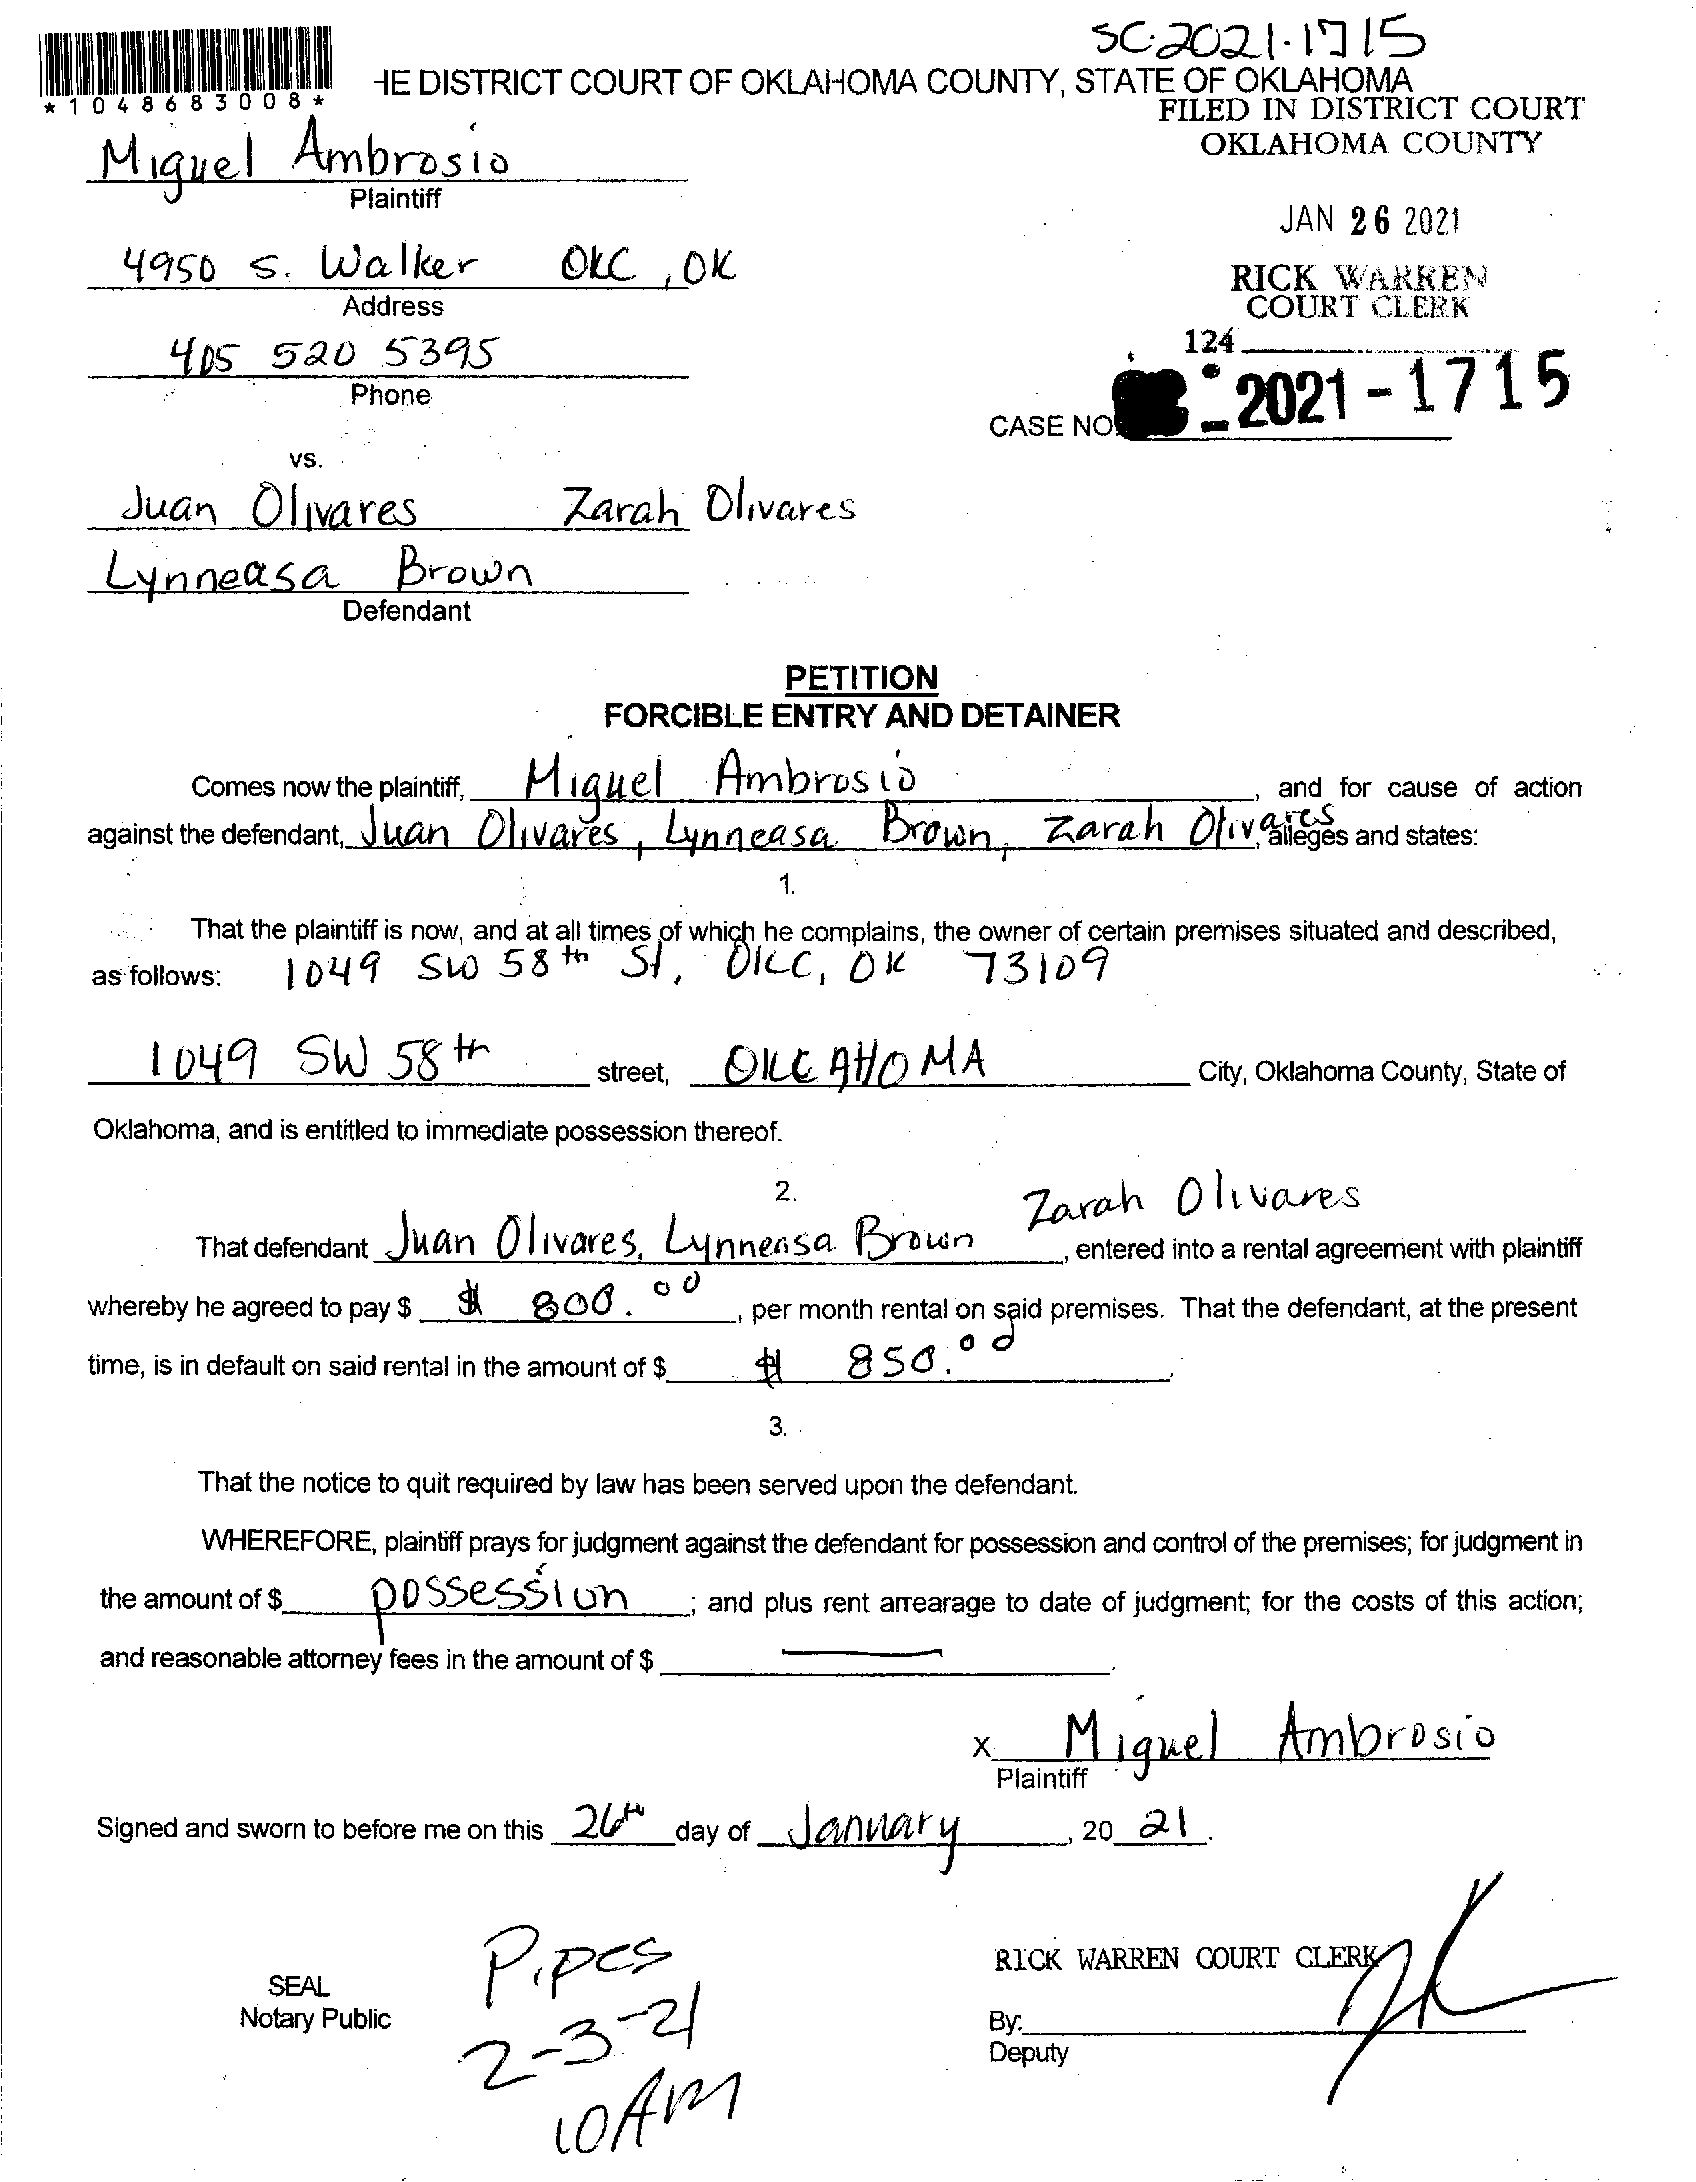 SC-2021-1715
HE DISTRICT COURT OF OKLAHOMA COUNTY, STATE OF OKLAHOMA
*1048683008*
FILED IN DISTRICT COURT
OKLAHOMA COUNTY
Miguel Ambrosio
Plaintiff
JAN 26 2021
4950 S. Walker OKC, OK
Address
RICK WARREN
COURT CLERK
405 520 5395
Phone
124
CASE NO. - 2021-1715
vs.
Juan Olivares Zarah Olivares
Lynneasa Brown
Defendant
PETITION
FORCIBLE ENTRY AND DETAINER
Comes now the plaintiff, Miguel Ambrosio, and for cause of action
against the defendant, Juan Olivares, Lynneasa Brown, Zarah Olivares, alleges and states:
1.
That the plaintiff is now, and at all times of which he complains, the owner of certain premises situated and described,
as follows: 1049 SW 58th St, OKC, OK 73109
1049 SW 58th street, OKLAHOMA City, Oklahoma County, State of
Oklahoma, and is entitled to immediate possession thereof.
2.
That defendant Juan Olivares, Lynneasa Brown Zarah Olivares, entered into a rental agreement with plaintiff
whereby he agreed to pay $ $ 800.00, per month rental on said premises. That the defendant, at the present
time, is in default on said rental in the amount of $ $ 850.00.
3.
That the notice to quit required by law has been served upon the defendant.
WHEREFORE, plaintiff prays for judgment against the defendant for possession and control of the premises; for judgment in
the amount of $ possession; and plus rent arrearage to date of judgment; for the costs of this action;
and reasonable attorney fees in the amount of $ —.
x Miguel Ambrosio
Plaintiff
Signed and sworn to before me on this 26th day of January, 20 21.
SEAL
Notary Public
Pipes
2-3-21
10AM
RICK WARREN COURT CLERK
By:
Deputy